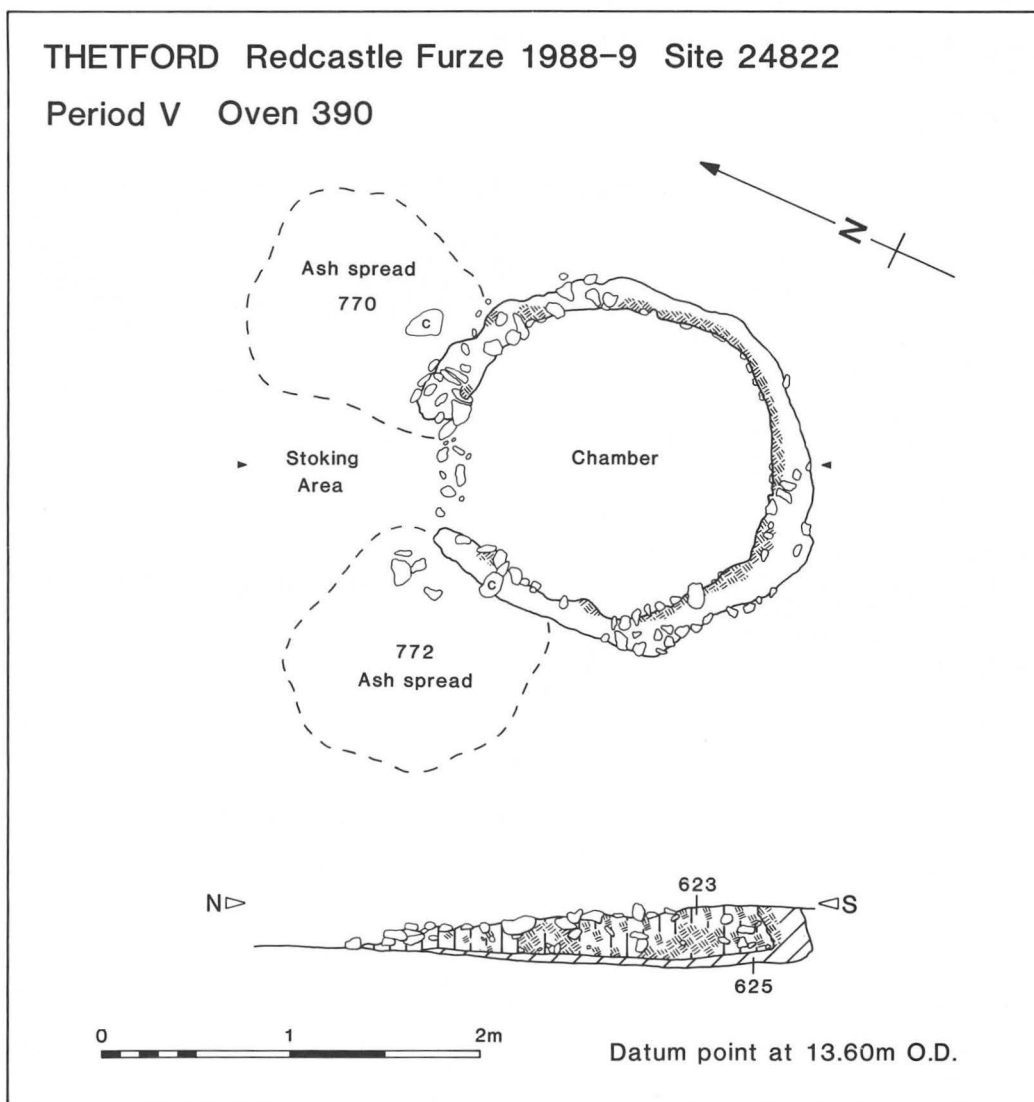 THETFORD Redcastle Furze 1988-9 Site 24822
Period V Oven 390
N
Ash spread
770
c
Stoking
Area
Chamber
c
772
Ash spread
623
N
S
625
0 1 2m
Datum point at 13.60m O.D.